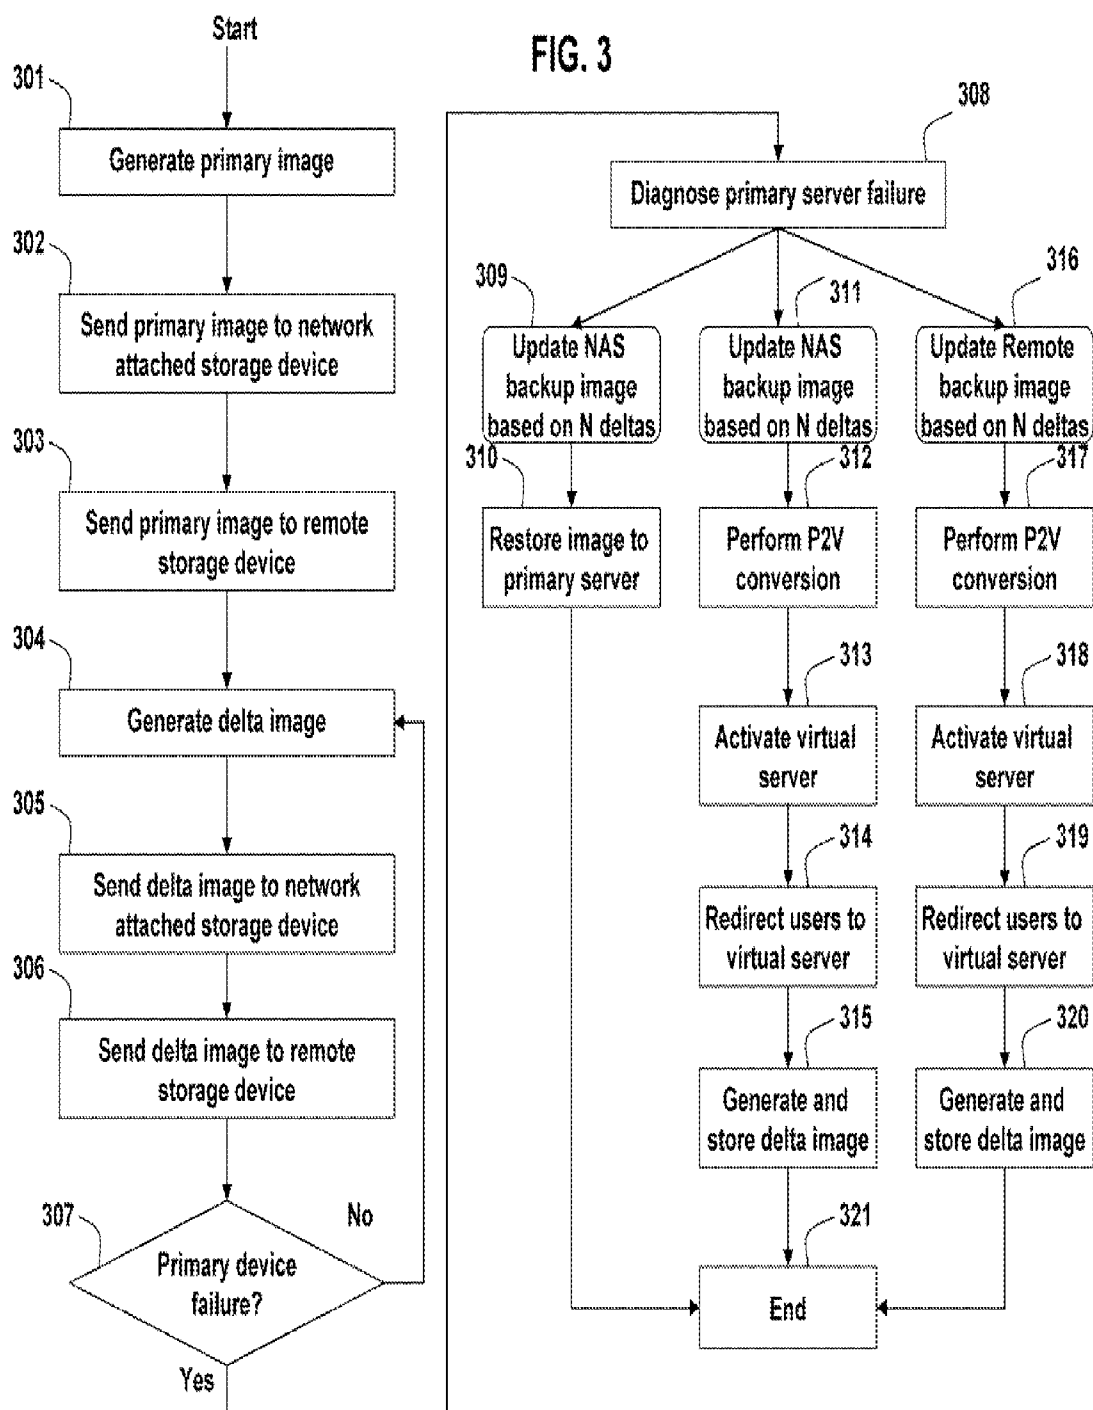 FIG. 3
Start
301
Generate primary image
302
Send primary image to network
attached storage device
303
Send primary image to remote
storage device
304
Generate delta image
305
Send delta image to network
attached storage device
306
Send delta image to remote
storage device
307
Primary device
failure?
No
Yes
308
Diagnose primary server failure
309
Update NAS
backup image
based on N deltas
310
Restore image to
primary server
311
Update NAS
backup image
based on N deltas
312
Perform P2V
conversion
313
Activate virtual
server
314
Redirect users to
virtual server
315
Generate and
store delta image
316
Update Remote
backup image
based on N deltas
317
Perform P2V
conversion
318
Activate virtual
server
319
Redirect users to
virtual server
320
Generate and
store delta image
321
End